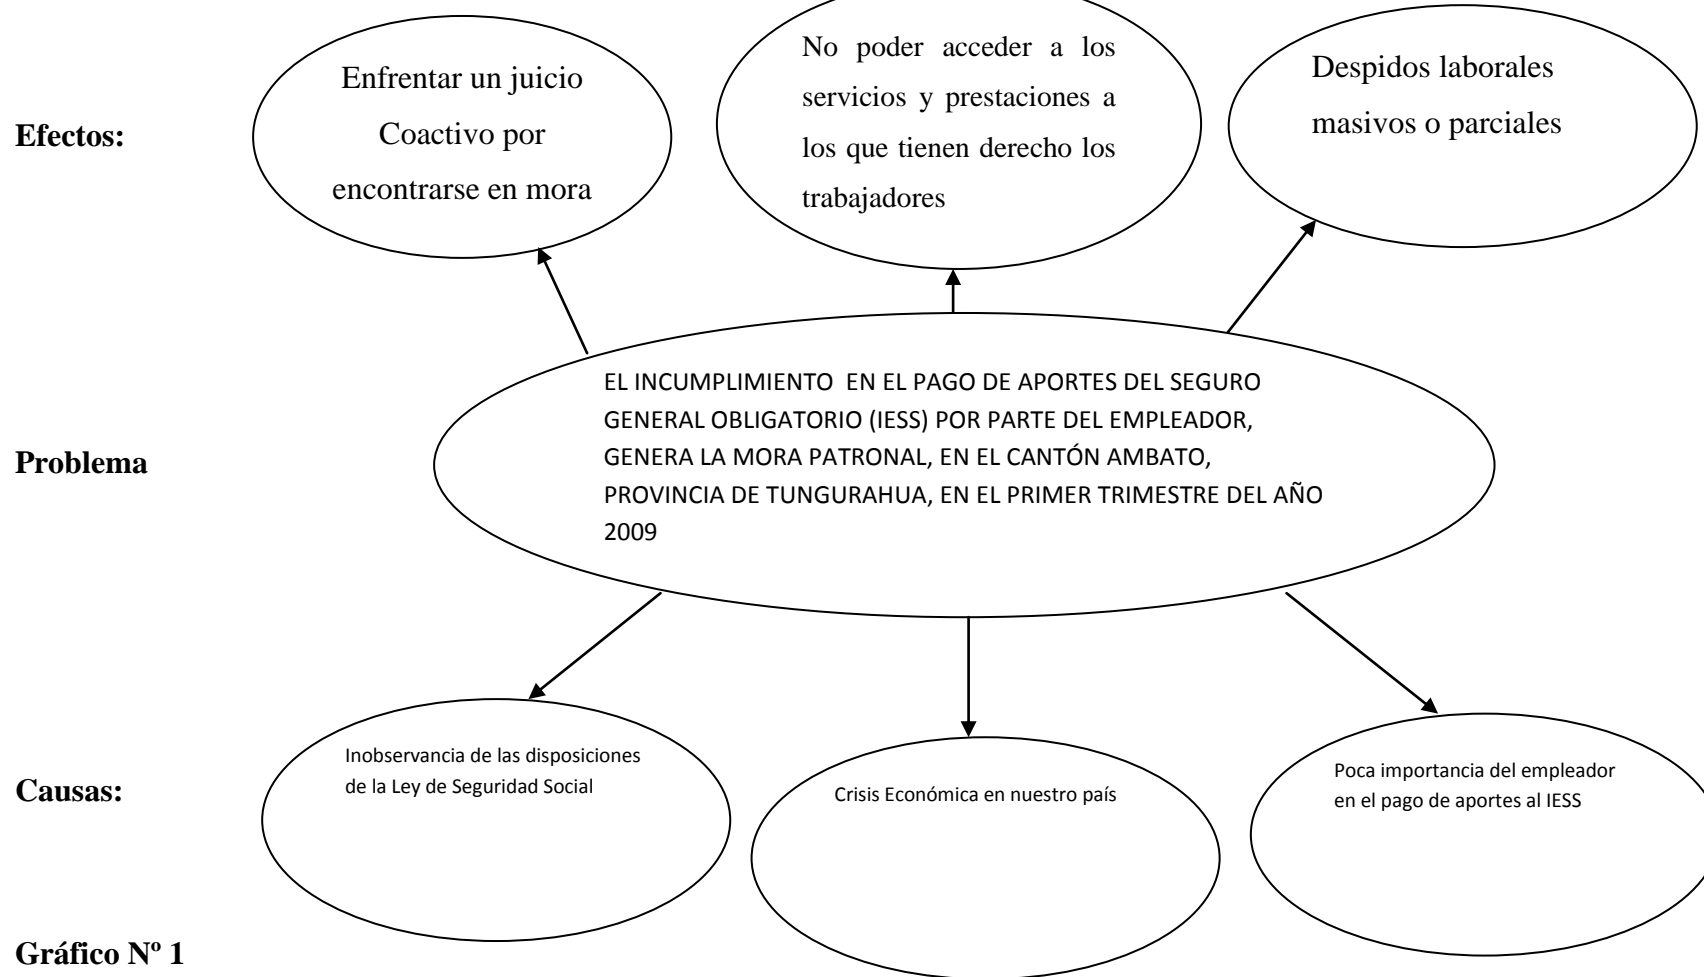 Efectos:
Enfrentar un juicio
Coactivo por
encontrarse en mora
No poder acceder a los
servicios y prestaciones a
los que tienen derecho los
trabajadores
Despidos laborales
masivos o parciales
Problema
EL INCUMPLIMIENTO EN EL PAGO DE APORTES DEL SEGURO
GENERAL OBLIGATORIO (IESS) POR PARTE DEL EMPLEADOR,
GENERA LA MORA PATRONAL, EN EL CANTÓN AMBATO,
PROVINCIA DE TUNGURAHUA, EN EL PRIMER TRIMESTRE DEL AÑO
2009
Causas:
Inobservancia de las disposiciones
de la Ley de Seguridad Social
Crisis Económica en nuestro país
Poca importancia del empleador
en el pago de aportes al IESS
Gráfico Nº 1